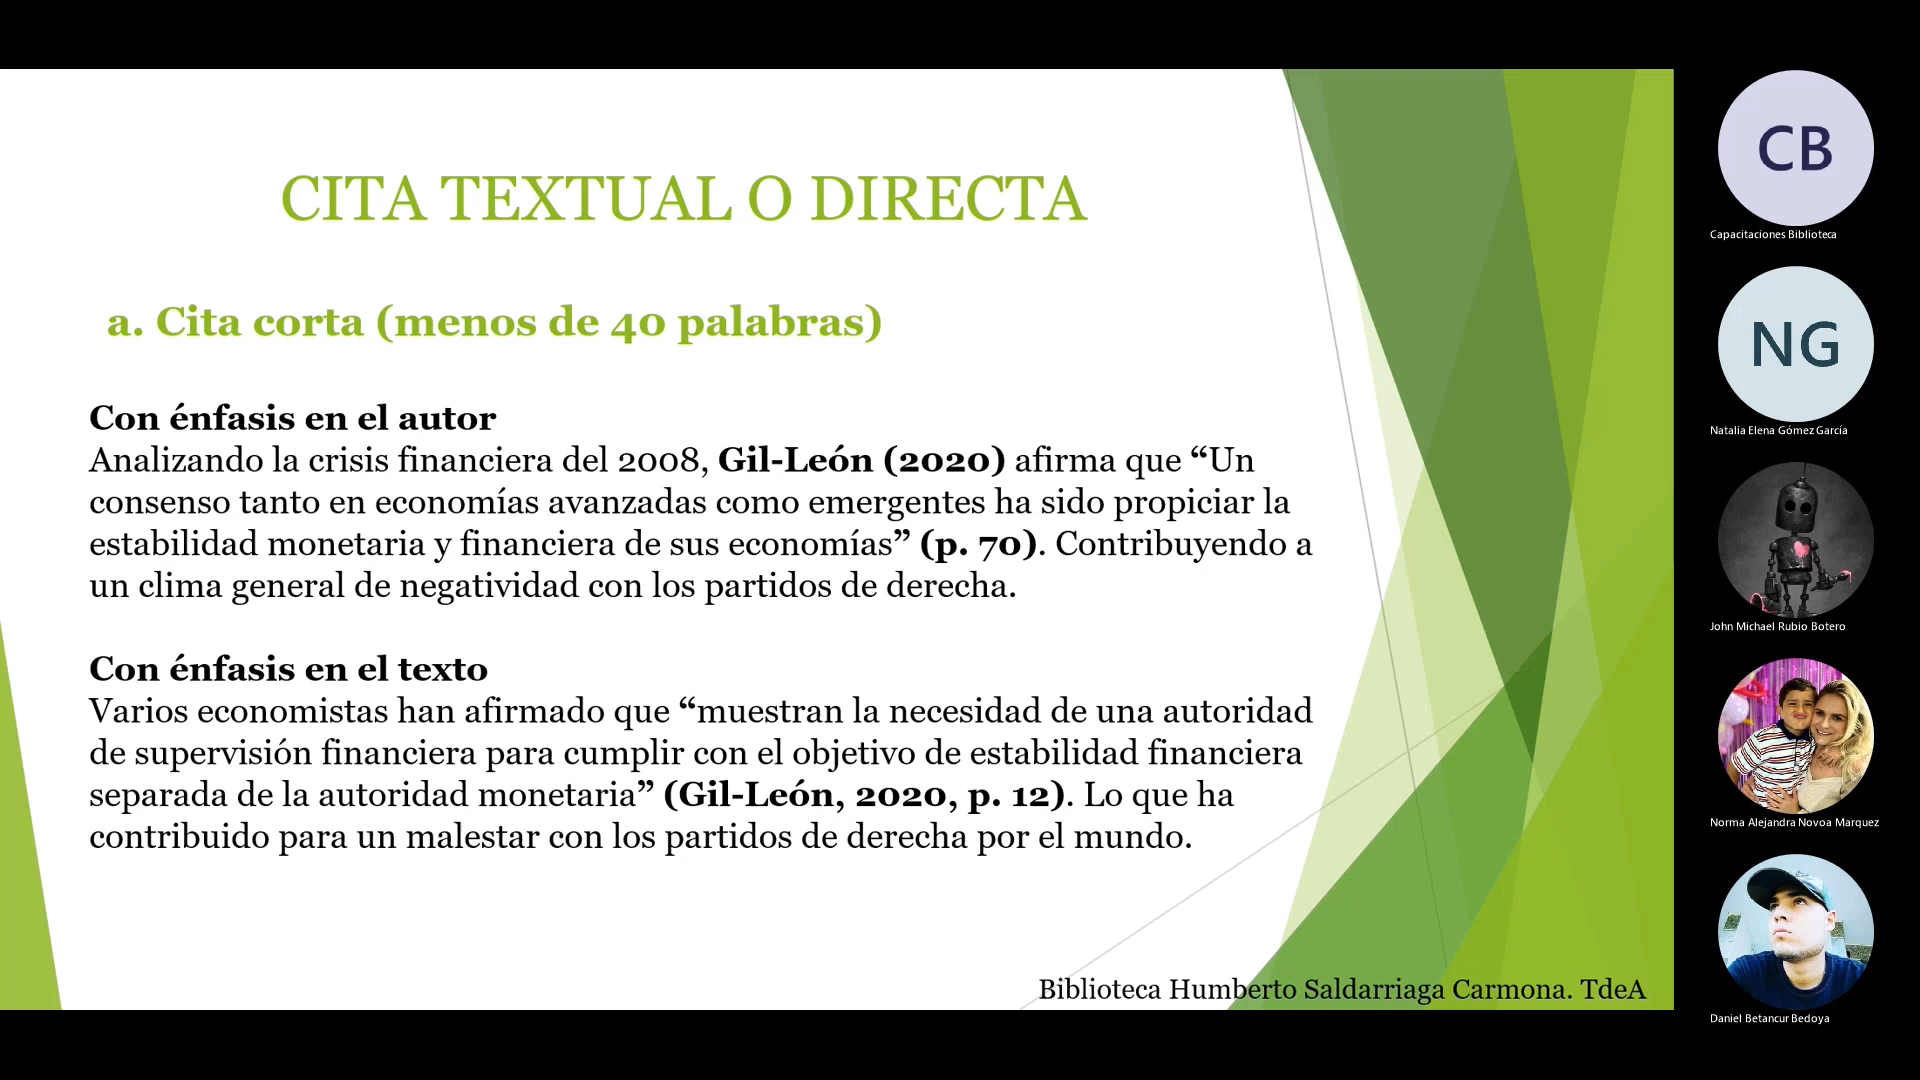 CITA TEXTUAL O DIRECTA
a. Cita corta (menos de 40 palabras)
Con énfasis en el autor
Analizando la crisis financiera del 2008, Gil-León (2020) afirma que “Un
consenso tanto en economías avanzadas como emergentes ha sido propiciar la
estabilidad monetaria y financiera de sus economías” (p. 70). Contribuyendo a
un clima general de negatividad con los partidos de derecha.
Con énfasis en el texto
Varios economistas han afirmado que “muestran la necesidad de una autoridad
de supervisión financiera para cumplir con el objetivo de estabilidad financiera
separada de la autoridad monetaria” (Gil-León, 2020, p. 12). Lo que ha
contribuido para un malestar con los partidos de derecha por el mundo.
Biblioteca Humberto Saldarriaga Carmona. TdeA
CB
Capacitaciones Biblioteca
NG
Natalia Elena Gómez García
John Michael Rubio Botero
Norma Alejandra Novoa Marquez
Daniel Betancur Bedoya